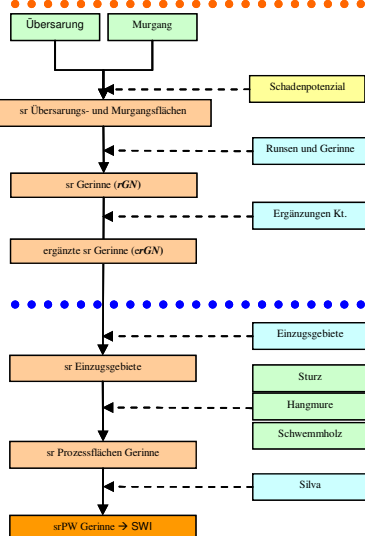 Übersarung
Murgang
Schadenpotenzial
sr Übersarungs- und Murgangsflächen
Runsen und Gerinne
sr Gerinne (rGN)
Ergänzungen Kt.
ergänzte sr Gerinne (erGN)
Einzugsgebiete
sr Einzugsgebiete
Sturz
Hangmure
Schwemmholz
sr Prozessflächen Gerinne
Silva
srPW Gerinne → SWI